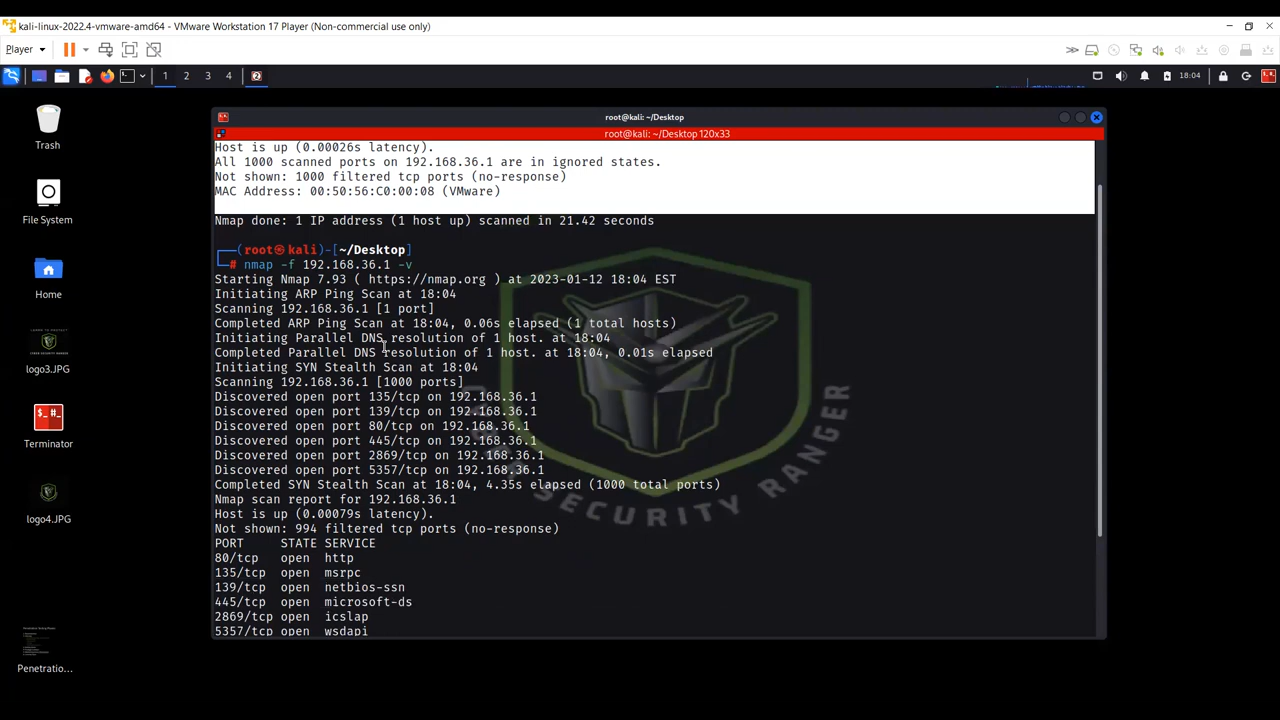 kali-linux-2022.4-vmware-amd64 - VMware Workstation 17 Player (Non-commercial use only)
Player
1 2 3 4
18:04
root@kali: ~/Desktop
root@kali: ~/Desktop 120x33
Host is up (0.00026s latency).
All 1000 scanned ports on 192.168.36.1 are in ignored states.
Not shown: 1000 filtered tcp ports (no-response)
MAC Address: 00:50:56:C0:00:08 (VMware)
Nmap done: 1 IP address (1 host up) scanned in 21.42 seconds
┌──(root㉿kali)-[~/Desktop]
└─# nmap -f 192.168.36.1 -v
Starting Nmap 7.93 ( https://nmap.org ) at 2023-01-12 18:04 EST
Initiating ARP Ping Scan at 18:04
Scanning 192.168.36.1 [1 port]
Completed ARP Ping Scan at 18:04, 0.06s elapsed (1 total hosts)
Initiating Parallel DNS resolution of 1 host. at 18:04
Completed Parallel DNS resolution of 1 host. at 18:04, 0.01s elapsed
Initiating SYN Stealth Scan at 18:04
Scanning 192.168.36.1 [1000 ports]
Discovered open port 135/tcp on 192.168.36.1
Discovered open port 139/tcp on 192.168.36.1
Discovered open port 80/tcp on 192.168.36.1
Discovered open port 445/tcp on 192.168.36.1
Discovered open port 2869/tcp on 192.168.36.1
Discovered open port 5357/tcp on 192.168.36.1
Completed SYN Stealth Scan at 18:04, 4.35s elapsed (1000 total ports)
Nmap scan report for 192.168.36.1
Host is up (0.00079s latency).
Not shown: 994 filtered tcp ports (no-response)
PORT STATE SERVICE
80/tcp open http
135/tcp open msrpc
139/tcp open netbios-ssn
445/tcp open microsoft-ds
2869/tcp open icslap
5357/tcp open wsdapi
Trash
File System
Home
logo3.JPG
Terminator
logo4.JPG
Penetratio...
SECURITY RANGER